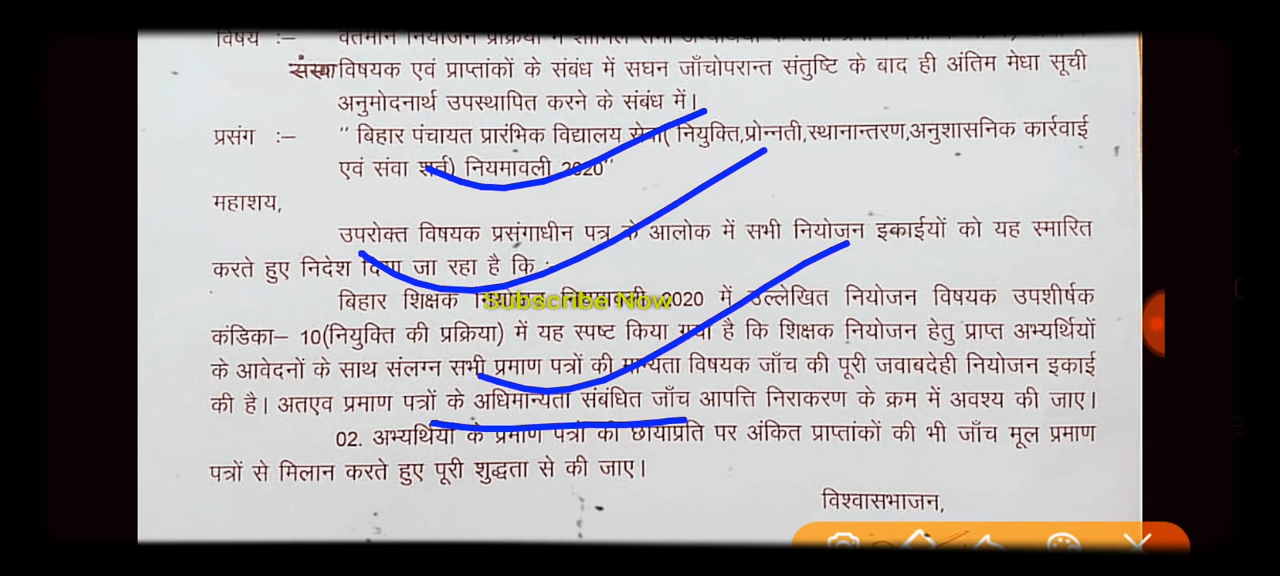 विषय :–
संस्था विषयक एवं प्राप्तांकों के संबंध में सघन जाँचोपरान्त संतुष्टि के बाद ही अंतिम मेधा सूची
अनुमोदनार्थ उपस्थापित करने के संबंध में।
प्रसंग :– " बिहार पंचायत प्रारंभिक विद्यालय सेवा( नियुक्ति,प्रोन्नती,स्थानान्तरण,अनुशासनिक कार्रवाई
एवं संवा शर्त) नियमावली 2020"
महाशय,
उपरोक्त विषयक प्रसंगाधीन पत्र के आलोक में सभी नियोजन इकाईयों को यह स्मारित
करते हुए निदेश दिया जा रहा है कि :
बिहार शिक्षक 2020 में उल्लेखित नियोजन विषयक उपशीर्षक
Subscribe Now
कंडिका– 10(नियुक्ति की प्रक्रिया) में यह स्पष्ट किया गया है कि शिक्षक नियोजन हेतु प्राप्त अभ्यर्थियों
के आवेदनों के साथ संलग्न सभी प्रमाण पत्रों की मान्यता विषयक जाँच की पूरी जवाबदेही नियोजन इकाई
की है। अतएव प्रमाण पत्रों के अधिमान्यता संबंधित जाँच आपत्ति निराकरण के क्रम में अवश्य की जाए।
02. अभ्यर्थियों के प्रमाण पत्रों की छायाप्रति पर अंकित प्राप्तांकों की भी जाँच मूल प्रमाण
पत्रों से मिलान करते हुए पूरी शुद्धता से की जाए।
विश्वासभाजन,